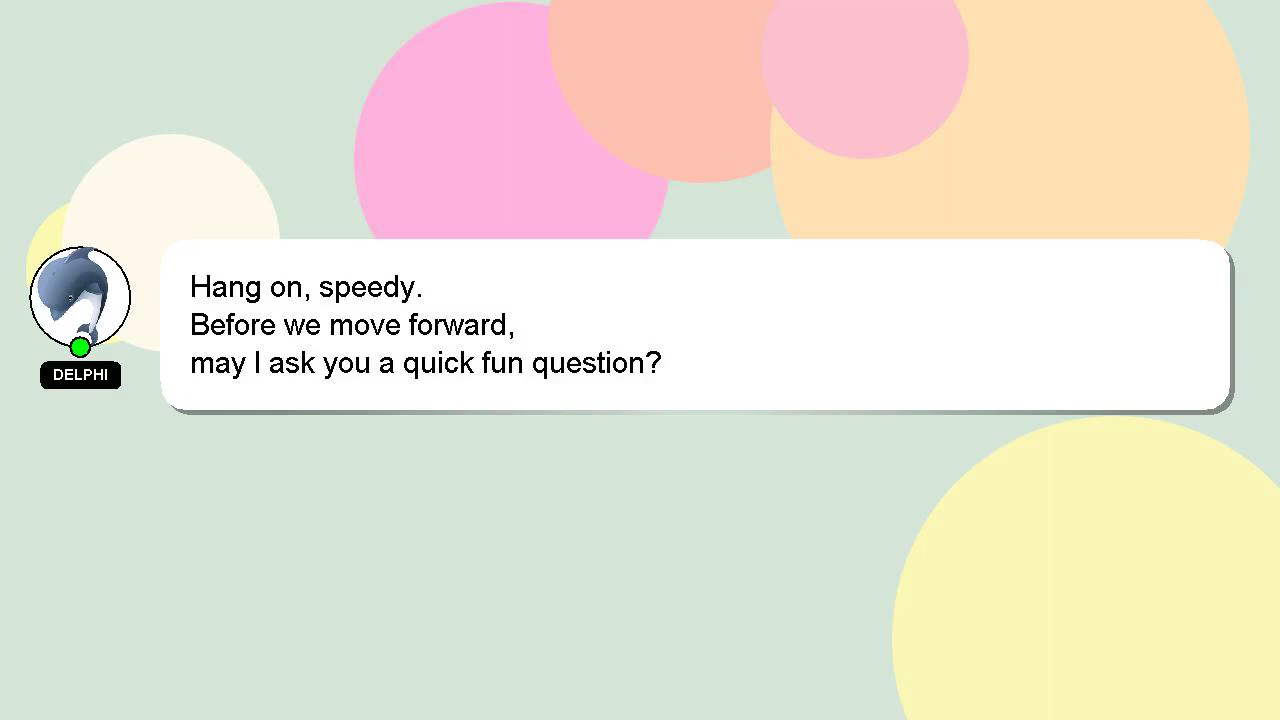 Hang on, speedy.
Before we move forward,
may I ask you a quick fun question?
DELPHI